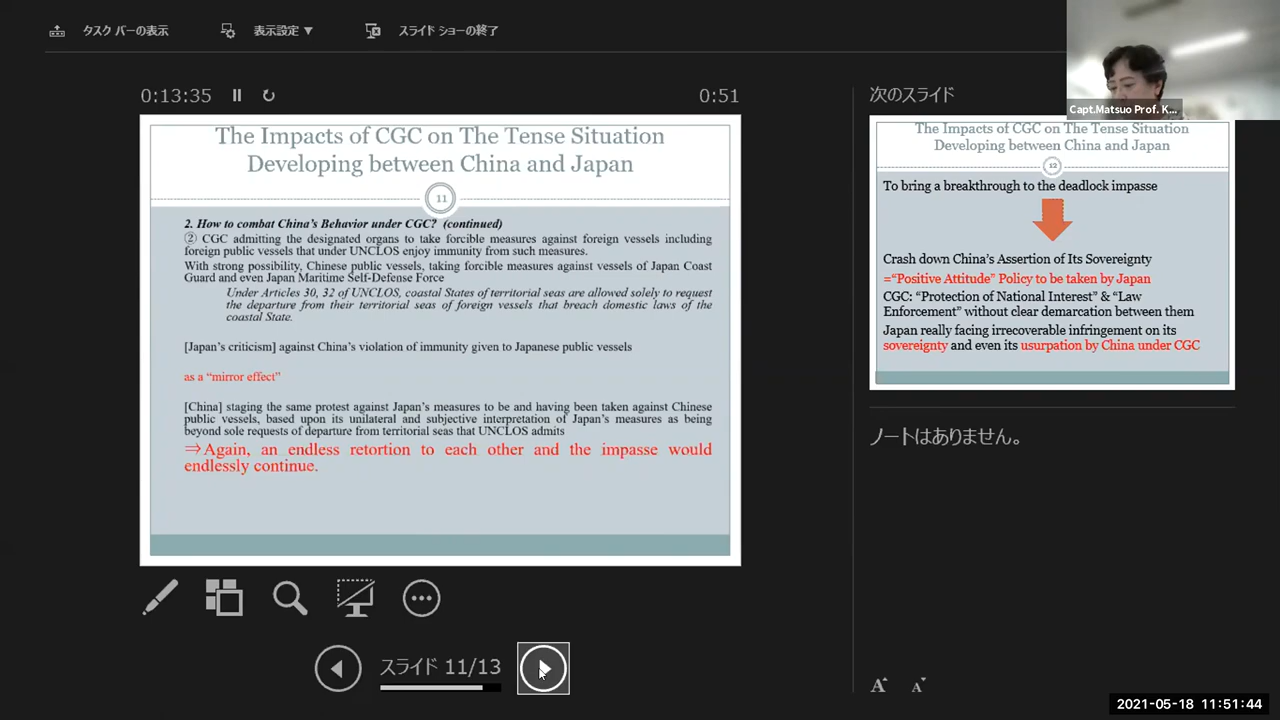 タスク バーの表示
表示設定 ▼
スライド ショーの終了
Capt.Matsuo Prof. K...
0:13:35
0:51
The Impacts of CGC on The Tense Situation
Developing between China and Japan
11
2. How to combat China's Behavior under CGC? (continued)
② CGC admitting the designated organs to take forcible measures against foreign vessels including
foreign public vessels that under UNCLOS enjoy immunity from such measures.
With strong possibility, Chinese public vessels, taking forcible measures against vessels of Japan Coast
Guard and even Japan Maritime Self-Defense Force
Under Articles 30, 32 of UNCLOS, coastal States of territorial seas are allowed solely to request
the departure from their territorial seas of foreign vessels that breach domestic laws of the
coastal State.
[Japan's criticism] against China's violation of immunity given to Japanese public vessels
as a “mirror effect”
[China] staging the same protest against Japan's measures to be and having been taken against Chinese
public vessels, based upon its unilateral and subjective interpretation of Japan's measures as being
beyond sole requests of departure from territorial seas that UNCLOS admits
⇒Again, an endless retortion to each other and the impasse would
endlessly continue.
スライド 11/13
次のスライド
The Impacts of CGC on The Tense Situation
Developing between China and Japan
12
To bring a breakthrough to the deadlock impasse
Crash down China's Assertion of Its Sovereignty
=“Positive Attitude” Policy to be taken by Japan
CGC: “Protection of National Interest” & “Law
Enforcement” without clear demarcation between them
Japan really facing irrecoverable infringement on its
sovereignty and even its usurpation by China under CGC
ノートはありません。
A A
2021-05-18 11:51:44